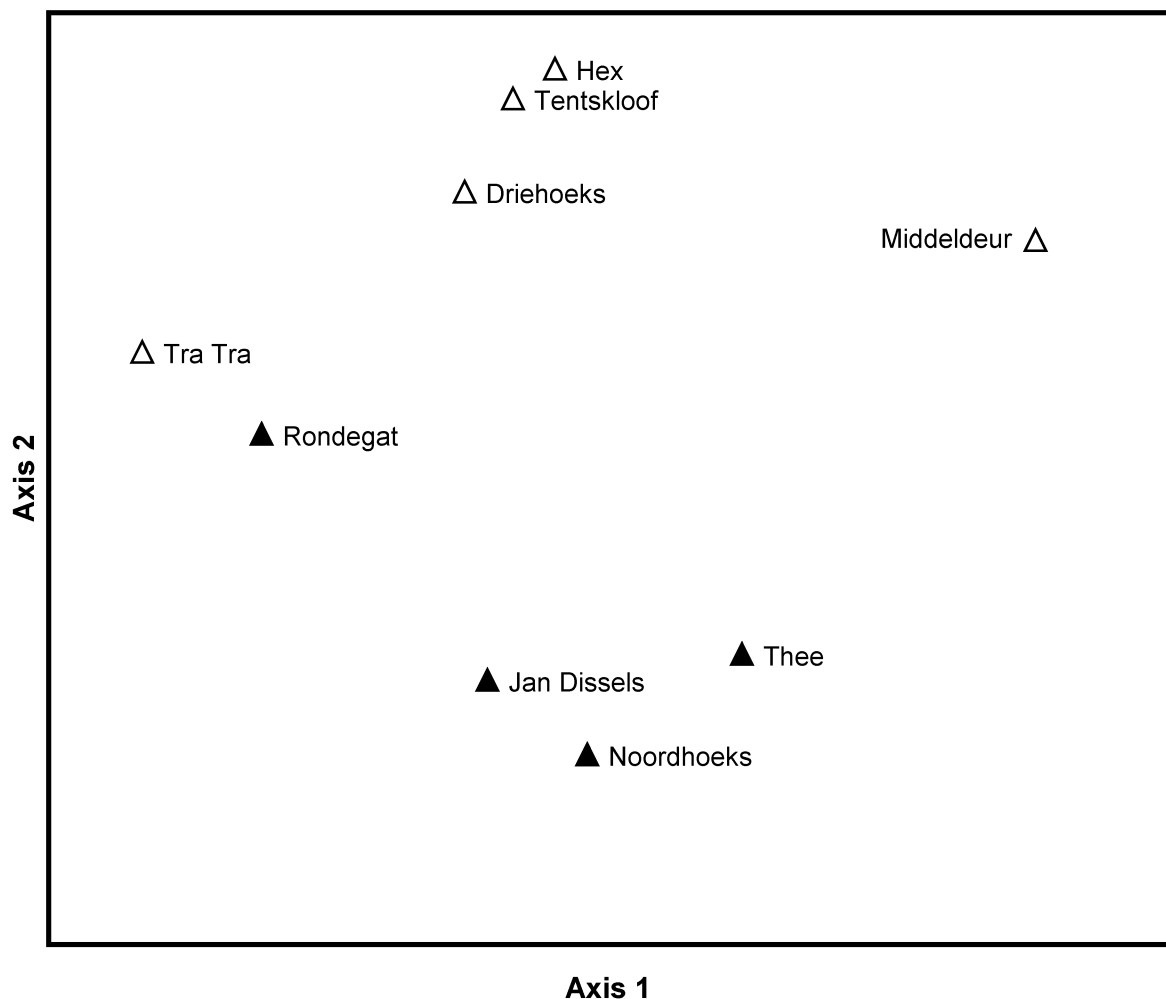 Hex
Tentskloof
Driehoeks
Middeldeur
Tra Tra
Rondegat
Axis 2
Thee
Jan Dissels
Noordhoeks
Axis 1